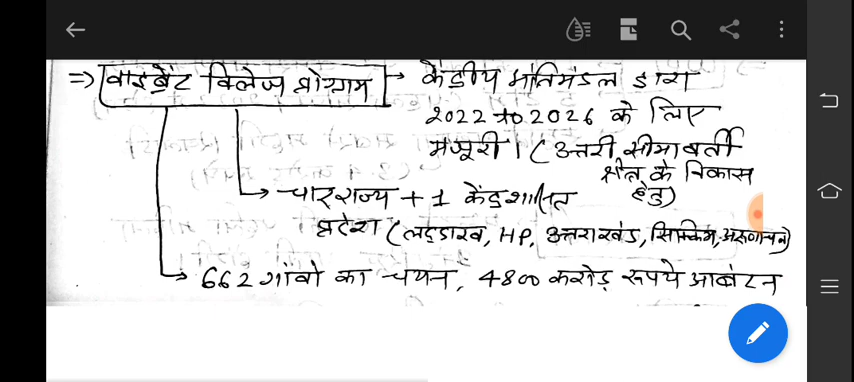 => वाइब्रेंट विलेज प्रोग्राम → केंद्रीय मंत्रिमंडल द्वारा
2022 to 2026 के लिए
मंजूरी। (उत्तरी सीमावर्ती
क्षेत्र के विकास
हेतु)
→ चार राज्य + 1 केंद्रशासित
प्रदेश (लद्दाख, HP, उत्तराखंड, सिक्किम, अरूणाचल)
→ 662 गांवो का चयन, 4800 करोड़ रूपये आबंटन